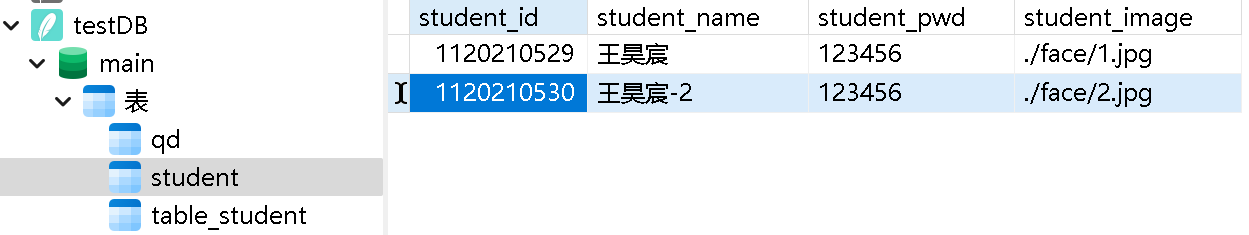 testDB
main
表
qd
student
table_student
student_id student_name student_pwd student_image
1120210529 王昊宸 123456 ./face/1.jpg
1120210530 王昊宸-2 123456 ./face/2.jpg